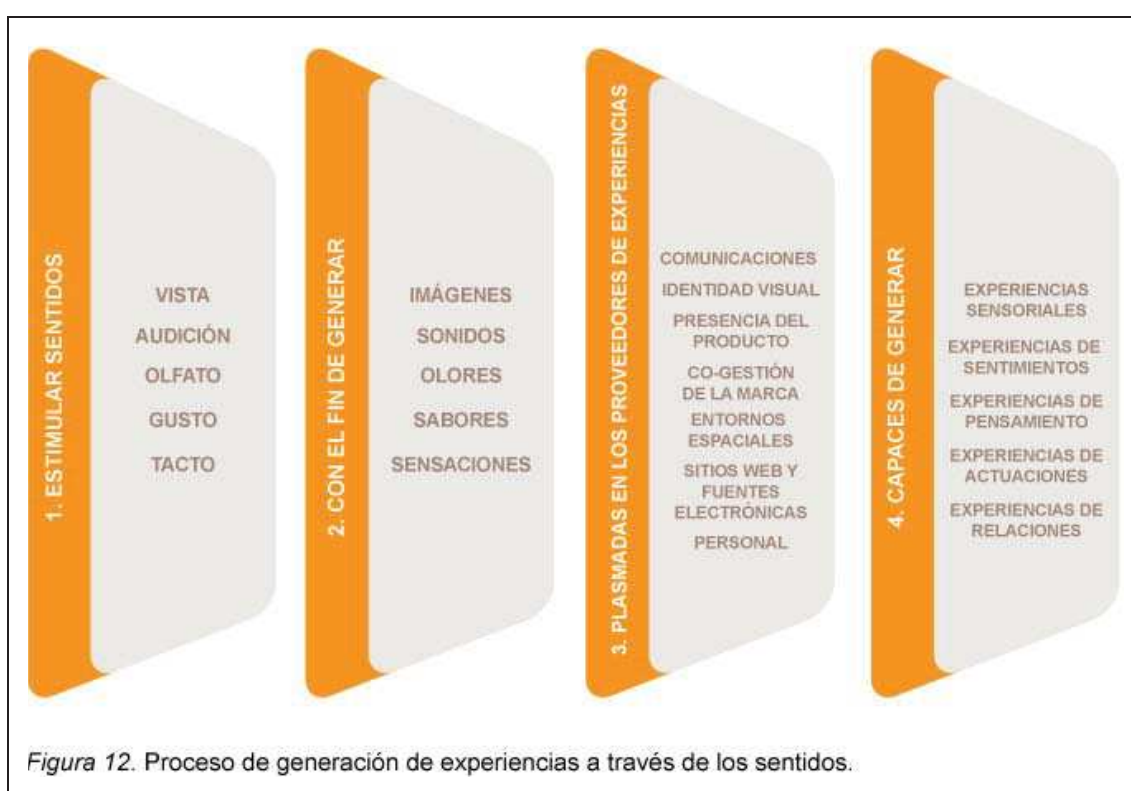 1. ESTIMULAR SENTIDOS
VISTA
AUDICIÓN
OLFATO
GUSTO
TACTO
2. CON EL FIN DE GENERAR
IMÁGENES
SONIDOS
OLORES
SABORES
SENSACIONES
3. PLASMADAS EN LOS PROVEEDORES DE EXPERIENCIAS
COMUNICACIONES
IDENTIDAD VISUAL
PRESENCIA DEL
PRODUCTO
CO-GESTIÓN
DE LA MARCA
ENTORNOS
ESPACIALES
SITIOS WEB Y
FUENTES
ELECTRÓNICAS
PERSONAL
4. CAPACES DE GENERAR
EXPERIENCIAS
SENSORIALES
EXPERIENCIAS DE
SENTIMIENTOS
EXPERIENCIAS DE
PENSAMIENTO
EXPERIENCIAS DE
ACTUACIONES
EXPERIENCIAS DE
RELACIONES
Figura 12. Proceso de generación de experiencias a través de los sentidos.